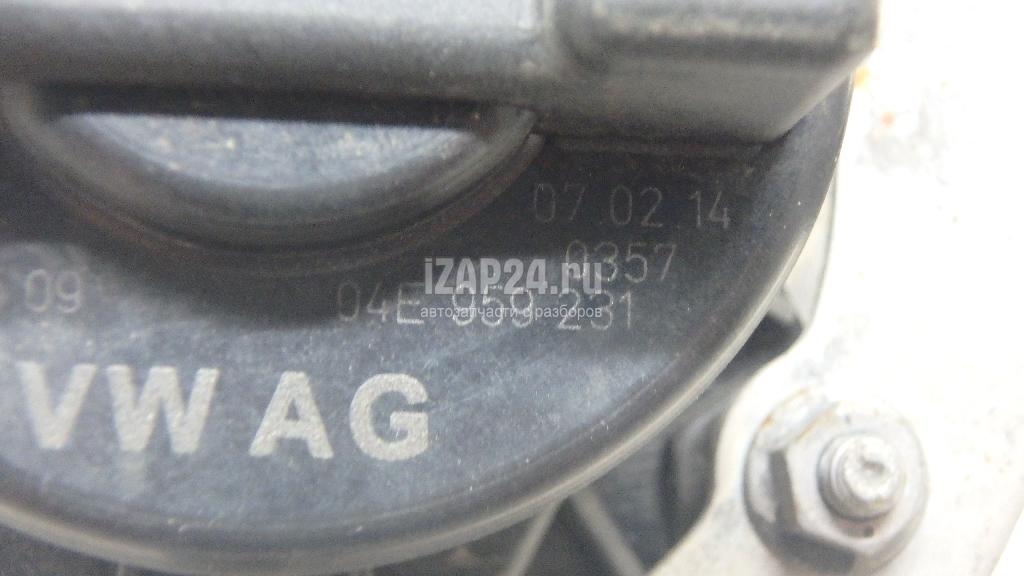 07.02.14
0357
iZAP24.ru
09
04E 959 231
автозапчасти с разборов
VW AG